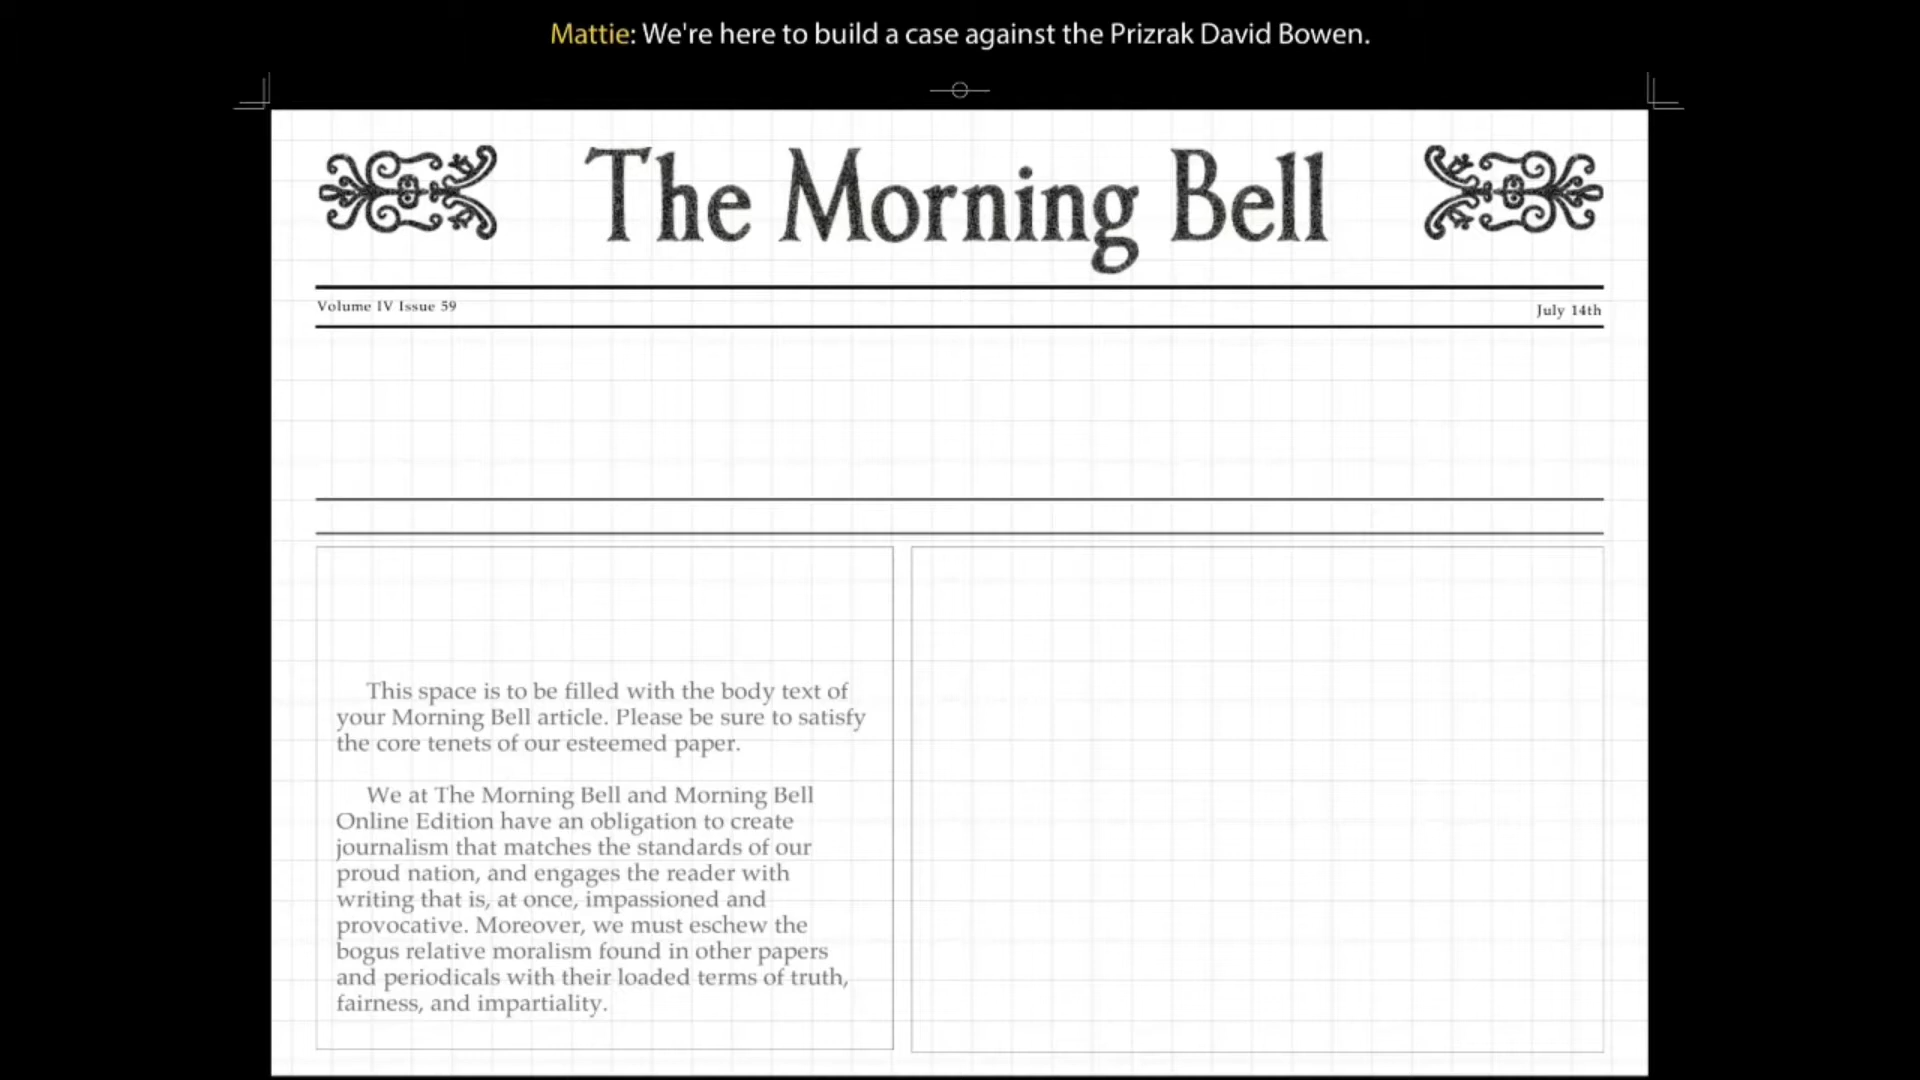 Mattie: We're here to build a case against the Prizrak David Bowen.
The Morning Bell
Volume IV Issue 59
July 14th
This space is to be filled with the body text of
your Morning Bell article. Please be sure to satisfy
the core tenets of our esteemed paper.
We at The Morning Bell and Morning Bell
Online Edition have an obligation to create
journalism that matches the standards of our
proud nation, and engages the reader with
writing that is, at once, impassioned and
provocative. Moreover, we must eschew the
bogus relative moralism found in other papers
and periodicals with their loaded terms of truth,
fairness, and impartiality.